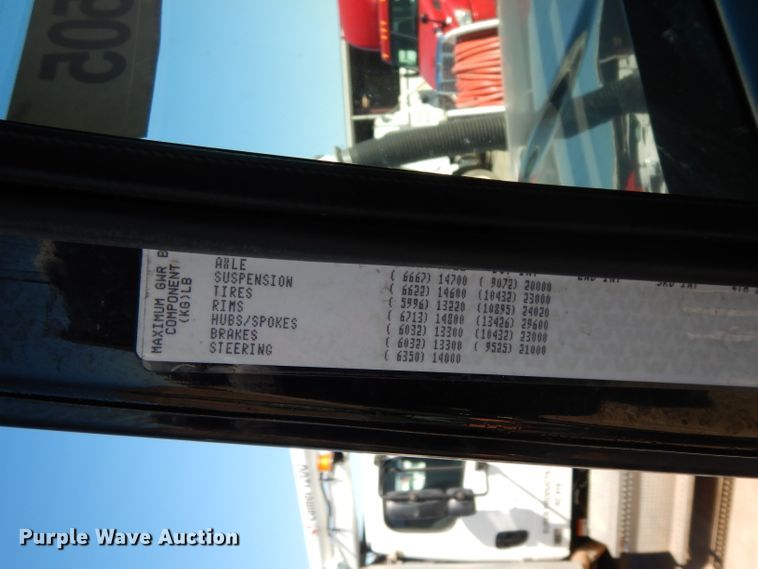 505
MAXIMUM GWR B
COMPONENT
(KG)LB
AXLE ( 6667) 14700 ( 9072) 20000
SUSPENSION ( 6622) 14600 (10432) 23000
TIRES ( 5996) 13220 (10895) 24020
RIMS ( 6713) 14800 (13426) 29600
HUBS/SPOKES ( 6032) 13300 (10432) 23000
BRAKES ( 6032) 13300 ( 9525) 21000
STEERING ( 6350) 14000
Purple Wave Auction